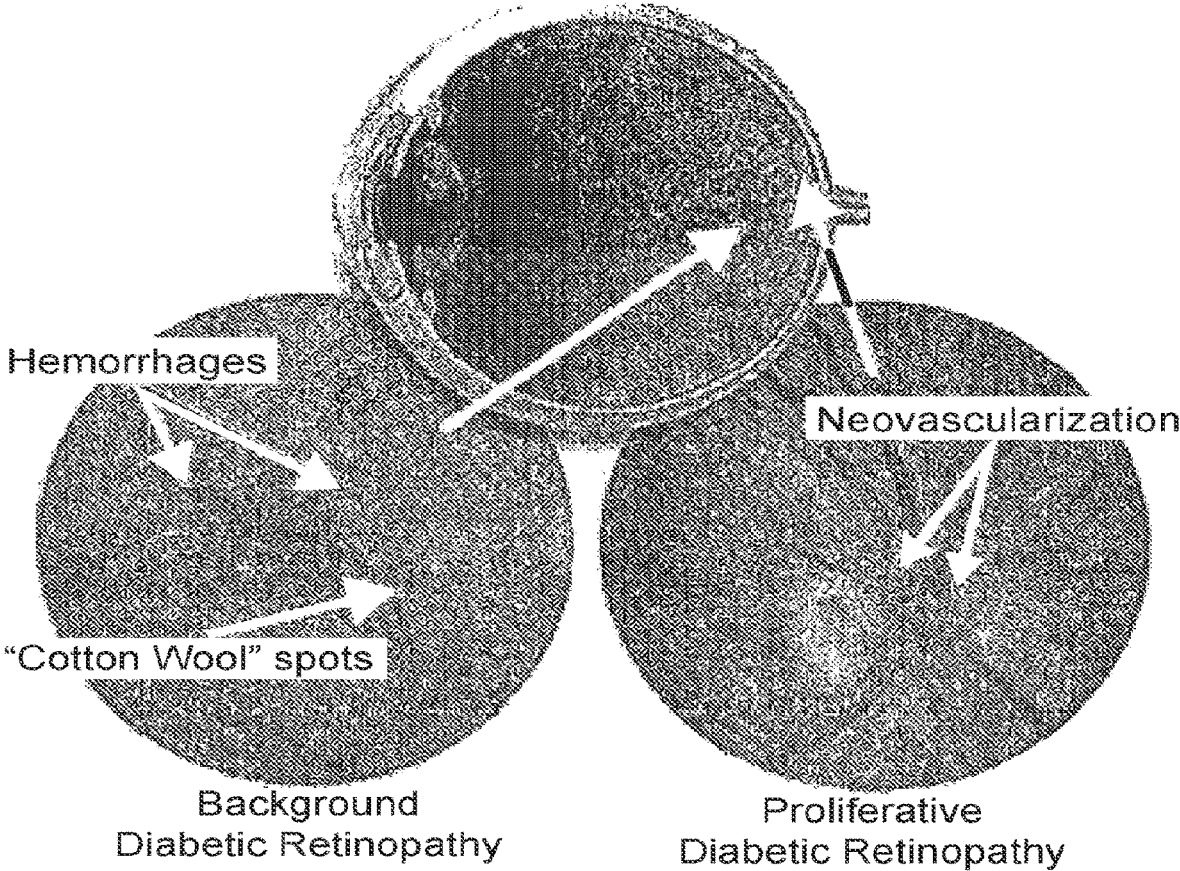 Hemorrhages
Neovascularization
“Cotton Wool” spots
Background
Diabetic Retinopathy
Proliferative
Diabetic Retinopathy